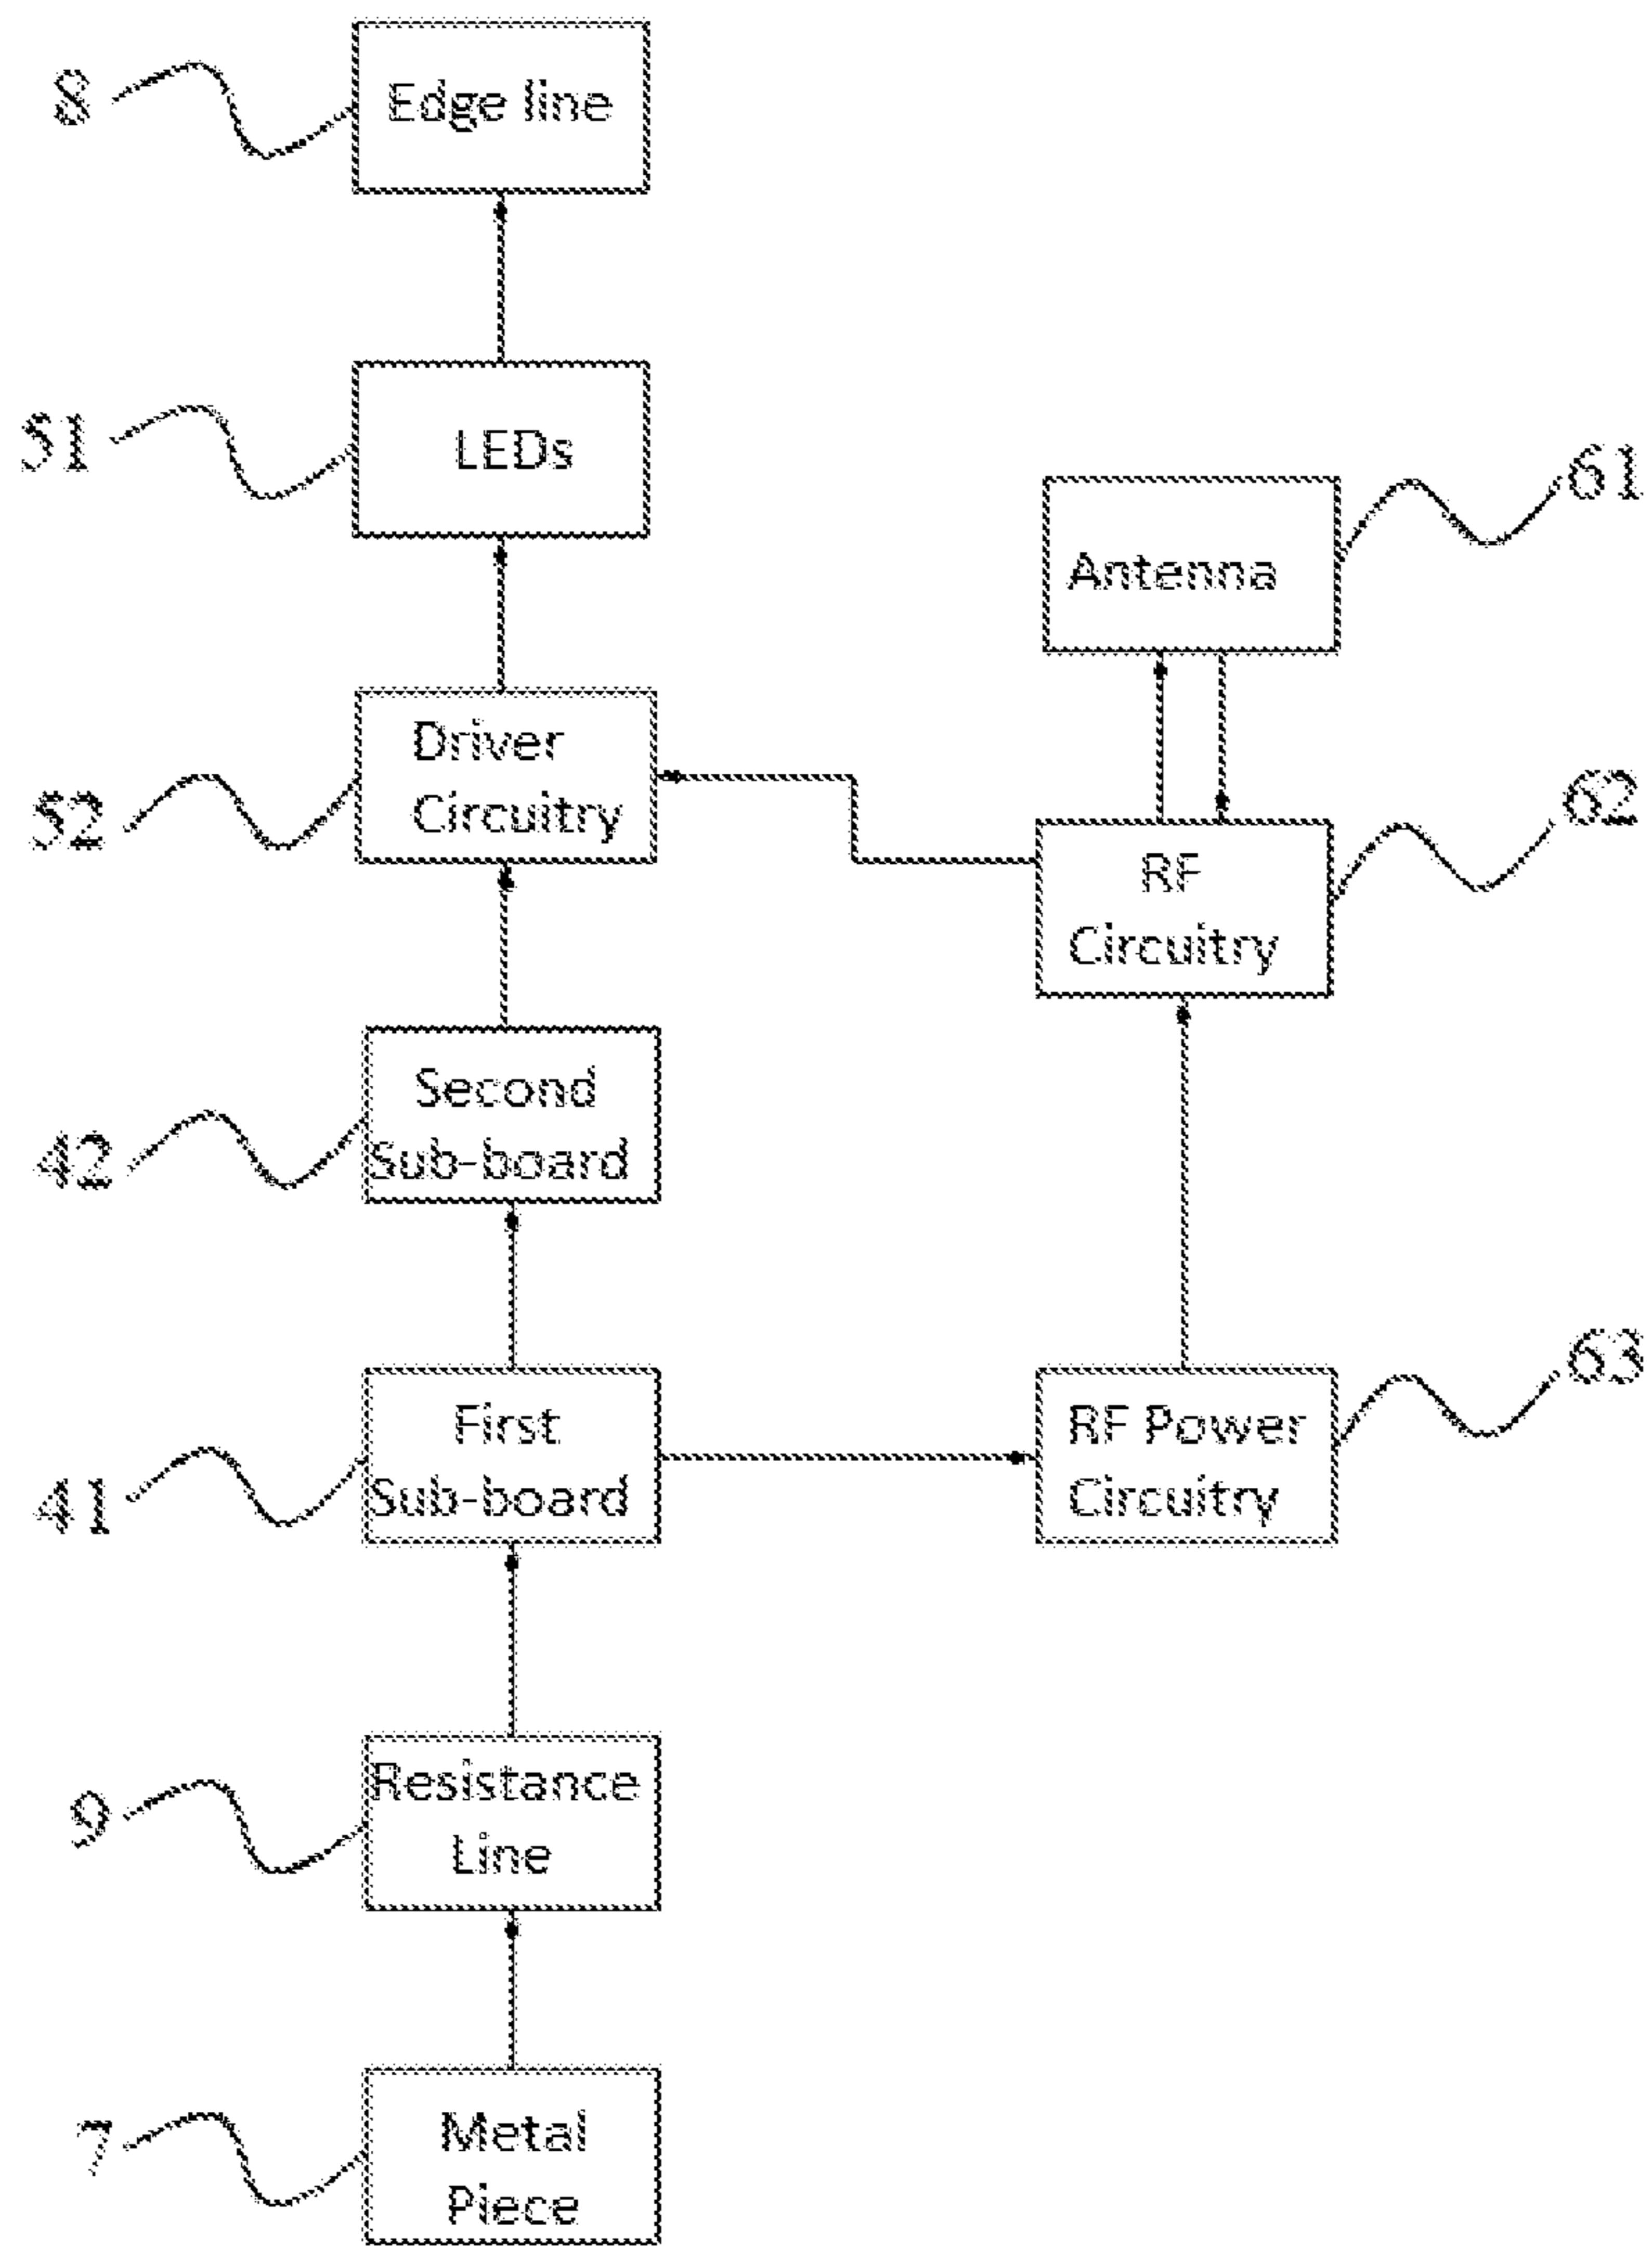 8
Edge line
51
LEDs
61
Antenna
52
Driver
Circuitry
62
RF
Circuitry
42
Second
Sub-board
41
First
Sub-board
63
RF Power
Circuitry
9
Resistance
Line
7
Metal
Piece